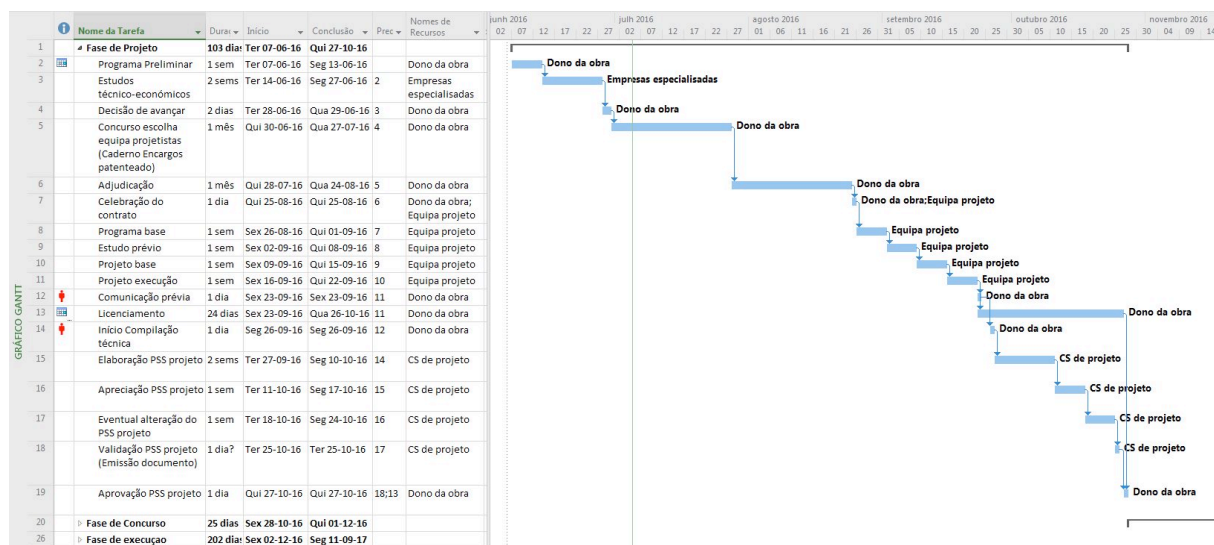 junho 2016 julho 2016 agosto 2016 setembro 2016 outubro 2016 novembro 2016
Nome da Tarefa Início Conclusão Nomes de Recursos 02 07 12 17 22 27 02 07 12 17 22 27 01 06 11 16 21 26 31 05 10 15 20 25 30 05 10 15 20 25 30 04 09 14
1 Fase de Projeto 103 dias Ter 07-06-16 Qui 27-10-16
2 Programa Preliminar 1 sem Ter 07-06-16 Seg 13-06-16 Dono da obra Dono da obra
3 Estudos técnico-económicos 2 sems Ter 14-06-16 Seg 27-06-16 2 Empresas especialisadas Empresas especialisadas
4 Decisão de avançar 2 dias Ter 28-06-16 Qua 29-06-16 3 Dono da obra Dono da obra
5 Concurso escolha equipa projetistas (Caderno Encargos patenteado) 1 mês Qui 30-06-16 Qua 27-07-16 4 Dono da obra Dono da obra
6 Adjudicação 1 mês Qui 28-07-16 Qua 24-08-16 5 Dono da obra Dono da obra
7 Celebração do contrato 1 dia Qui 25-08-16 Qui 25-08-16 6 Dono da obra; Equipa projeto Dono da obra;Equipa projeto
8 Programa base 1 sem Sex 26-08-16 Qui 01-09-16 7 Equipa projeto Equipa projeto
9 Estudo prévio 1 sem Sex 02-09-16 Qui 08-09-16 8 Equipa projeto Equipa projeto
10 Projeto base 1 sem Sex 09-09-16 Qui 15-09-16 9 Equipa projeto Equipa projeto
11 Projeto execução 1 sem Sex 16-09-16 Qui 22-09-16 10 Equipa projeto Equipa projeto
12 Comunicação prévia 1 dia Sex 23-09-16 Sex 23-09-16 11 Dono da obra Dono da obra
13 Licenciamento 24 dias Sex 23-09-16 Qua 26-10-16 11 Dono da obra Dono da obra
14 Início Compilação técnica 1 dia Seg 26-09-16 Seg 26-09-16 12 Dono da obra Dono da obra
15 Elaboração PSS projeto 2 sems Ter 27-09-16 Seg 10-10-16 14 CS de projeto CS de projeto
16 Apreciação PSS projeto 1 sem Ter 11-10-16 Seg 17-10-16 15 CS de projeto CS de projeto
17 Eventual alteração do PSS projeto 1 sem Ter 18-10-16 Seg 24-10-16 16 CS de projeto CS de projeto
18 Validação PSS projeto (Emissão documento) 1 dia? Ter 25-10-16 Ter 25-10-16 17 CS de projeto CS de projeto
19 Aprovação PSS projeto 1 dia Qui 27-10-16 Qui 27-10-16 18;13 Dono da obra Dono da obra
20 Fase de Concurso 25 dias Sex 28-10-16 Qui 01-12-16
26 Fase de execuçao 202 dias Sex 02-12-16 Seg 11-09-17
GRÁFICO GANTT